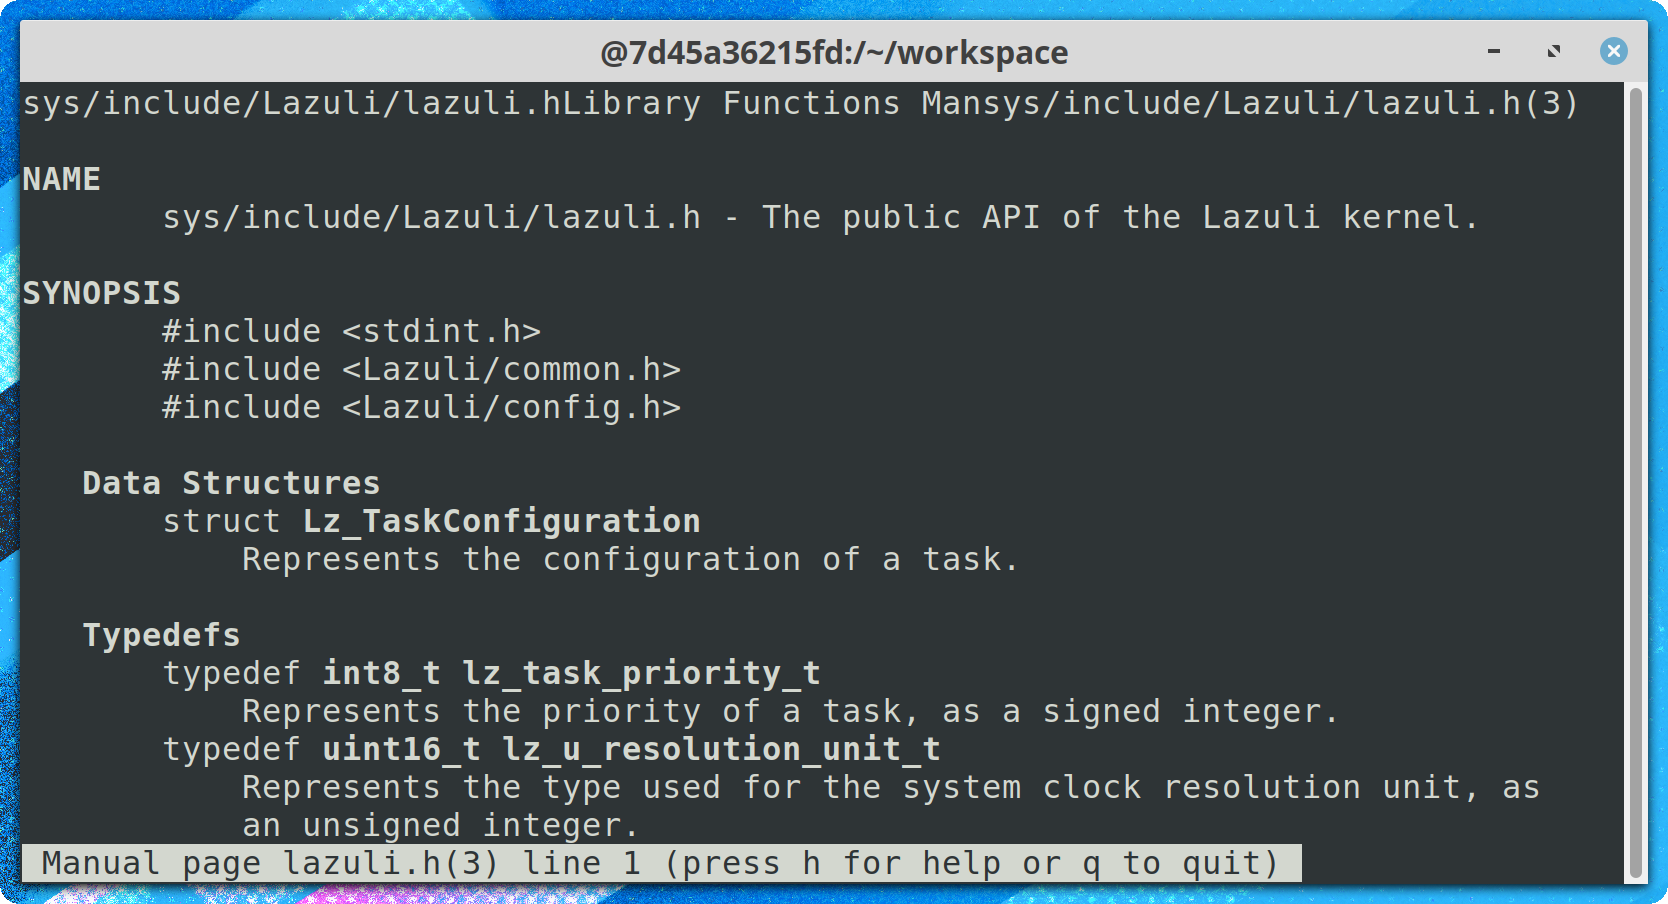 @7d45a36215fd:/~/workspace
sys/include/Lazuli/lazuli.hLibrary Functions Mansys/include/Lazuli/lazuli.h(3)
NAME
sys/include/Lazuli/lazuli.h - The public API of the Lazuli kernel.
SYNOPSIS
#include <stdint.h>
#include <Lazuli/common.h>
#include <Lazuli/config.h>
Data Structures
struct Lz_TaskConfiguration
Represents the configuration of a task.
Typedefs
typedef int8_t lz_task_priority_t
Represents the priority of a task, as a signed integer.
typedef uint16_t lz_u_resolution_unit_t
Represents the type used for the system clock resolution unit, as
an unsigned integer.
Manual page lazuli.h(3) line 1 (press h for help or q to quit)